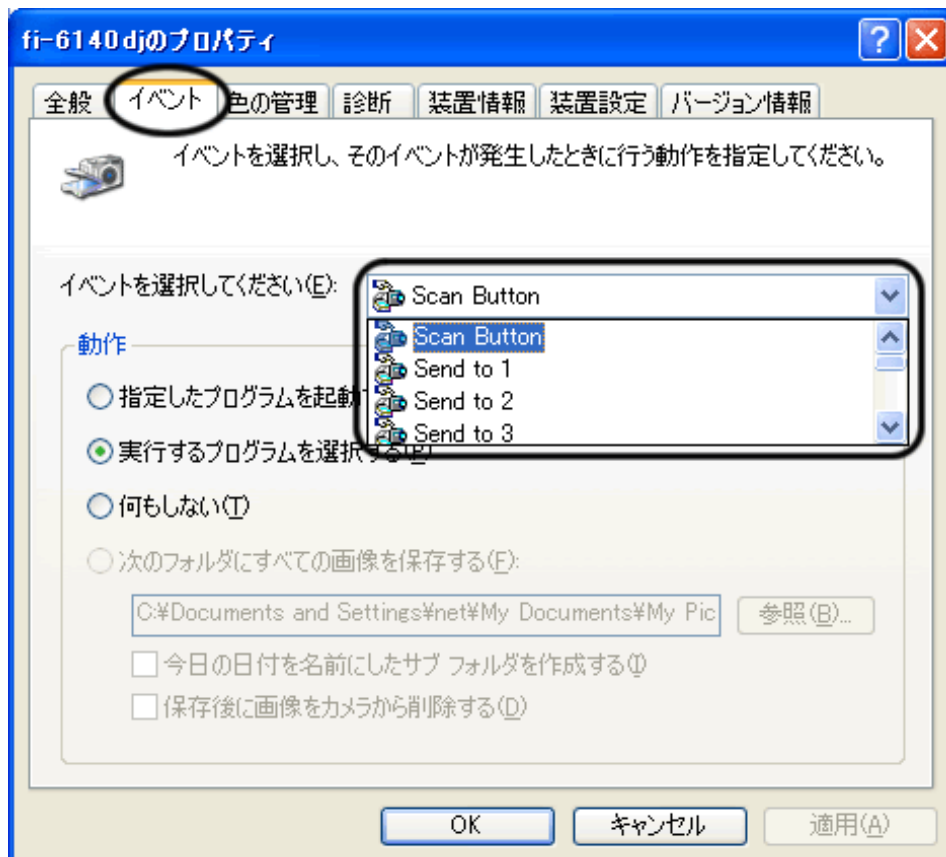 fi-6140djのプロパティ
全般 イベント 色の管理 診断 装置情報 装置設定 バージョン情報
イベントを選択し、そのイベントが発生したときに行う動作を指定してください。
イベントを選択してください(E):
Scan Button
Scan Button
Send to 1
Send to 2
Send to 3
動作
指定したプログラムを起動
実行するプログラムを選択する(P)
何もしない(T)
次のフォルダにすべての画像を保存する(F):
C:¥Documents and Settings¥net¥My Documents¥My Pic 参照(B)...
今日の日付を名前にしたサブ フォルダを作成する(I)
保存後に画像をカメラから削除する(D)
OK キャンセル 適用(A)